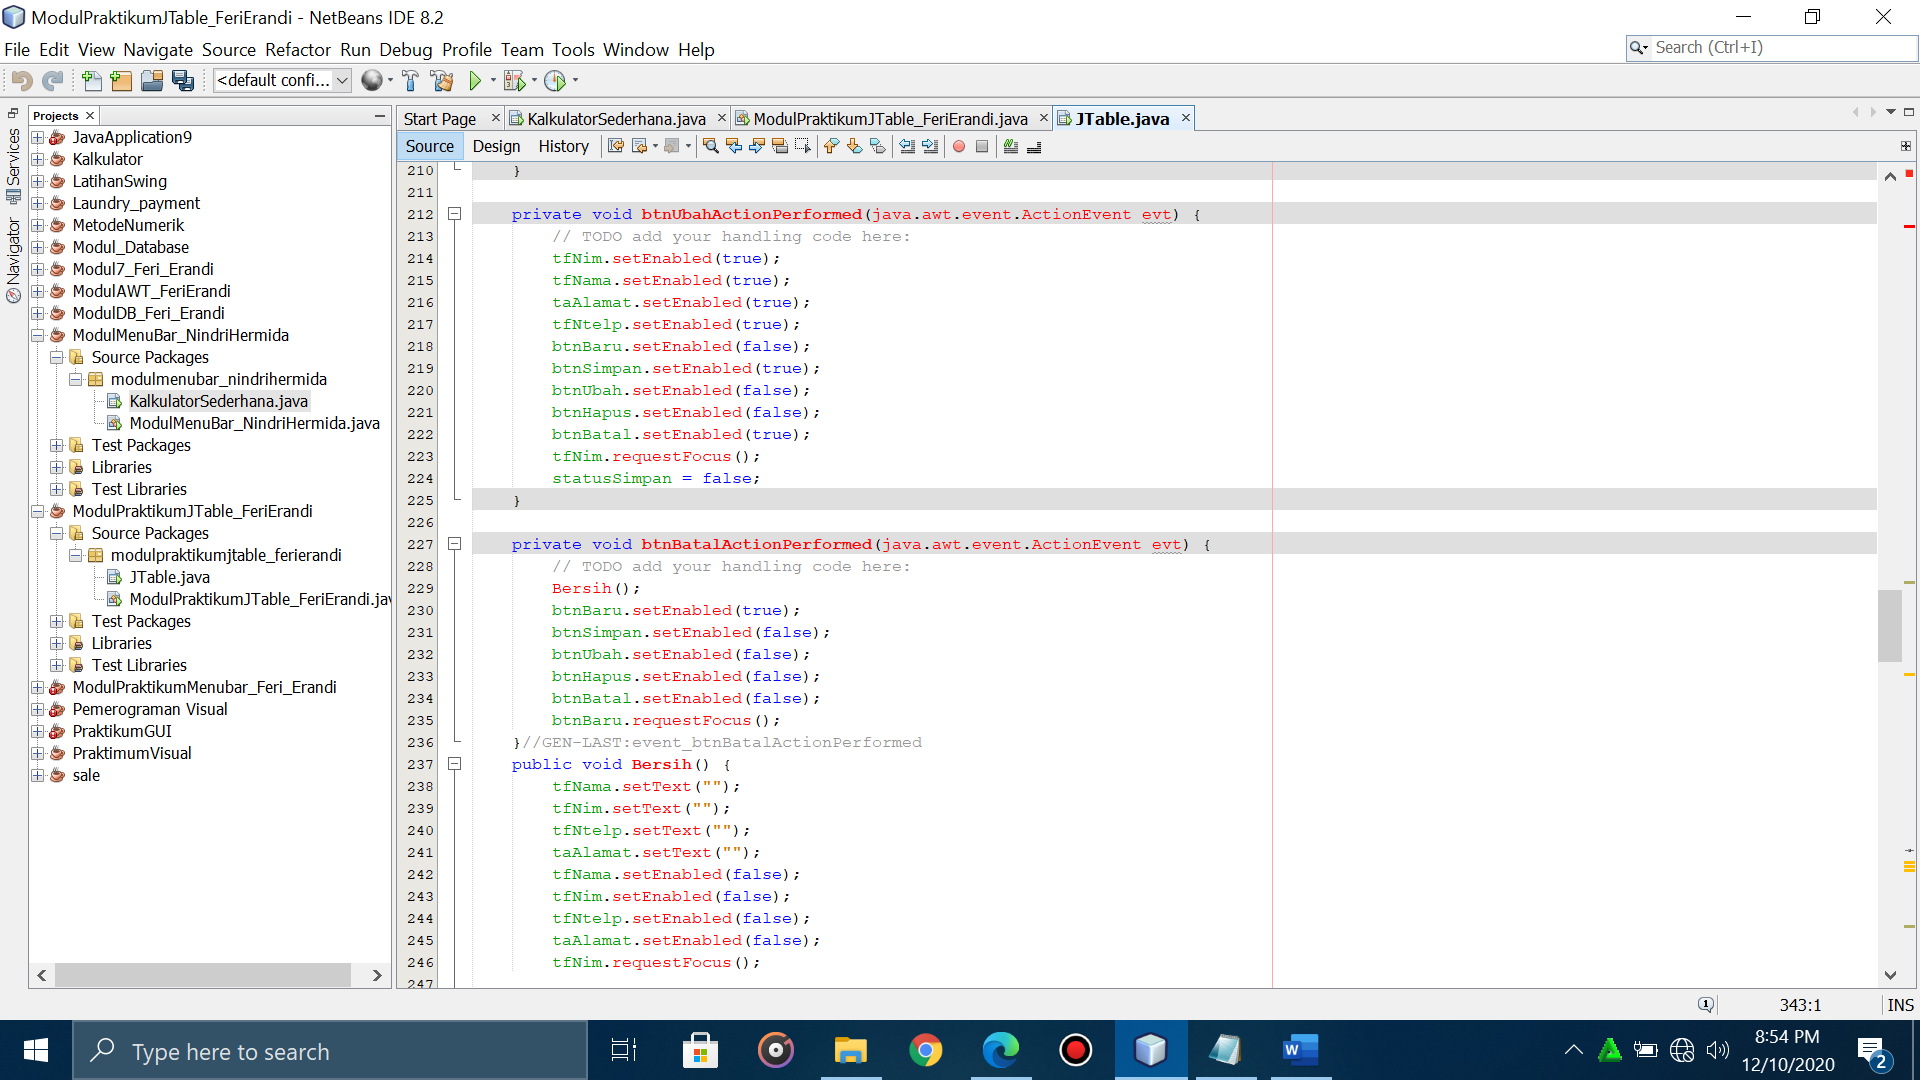 ModulPraktikumJTable_FeriErandi - NetBeans IDE 8.2
File Edit View Navigate Source Refactor Run Debug Profile Team Tools Window Help
Search (Ctrl+I)
<default confi...
Services
Navigator
Projects
JavaApplication9
Kalkulator
LatihanSwing
Laundry_payment
MetodeNumerik
Modul_Database
Modul7_Feri_Erandi
ModulAWT_FeriErandi
ModulDB_Feri_Erandi
ModulMenuBar_NindriHermida
Source Packages
modulmenubar_nindrihermida
KalkulatorSederhana.java
ModulMenuBar_NindriHermida.java
Test Packages
Libraries
Test Libraries
ModulPraktikumJTable_FeriErandi
Source Packages
modulpraktikumjtable_ferierandi
JTable.java
ModulPraktikumJTable_FeriErandi.jav
Test Packages
Libraries
Test Libraries
ModulPraktikumMenubar_Feri_Erandi
Pemerograman Visual
PraktikumGUI
PraktimumVisual
sale
Start Page KalkulatorSederhana.java ModulPraktikumJTable_FeriErandi.java JTable.java
Source Design History
210 }
211
212 private void btnUbahActionPerformed(java.awt.event.ActionEvent evt) {
213 // TODO add your handling code here:
214 tfNim.setEnabled(true);
215 tfNama.setEnabled(true);
216 taAlamat.setEnabled(true);
217 tfNtelp.setEnabled(true);
218 btnBaru.setEnabled(false);
219 btnSimpan.setEnabled(true);
220 btnUbah.setEnabled(false);
221 btnHapus.setEnabled(false);
222 btnBatal.setEnabled(true);
223 tfNim.requestFocus();
224 statusSimpan = false;
225 }
226
227 private void btnBatalActionPerformed(java.awt.event.ActionEvent evt) {
228 // TODO add your handling code here:
229 Bersih();
230 btnBaru.setEnabled(true);
231 btnSimpan.setEnabled(false);
232 btnUbah.setEnabled(false);
233 btnHapus.setEnabled(false);
234 btnBatal.setEnabled(false);
235 btnBaru.requestFocus();
236 }//GEN-LAST:event_btnBatalActionPerformed
237 public void Bersih() {
238 tfNama.setText("");
239 tfNim.setText("");
240 tfNtelp.setText("");
241 taAlamat.setText("");
242 tfNama.setEnabled(false);
243 tfNim.setEnabled(false);
244 tfNtelp.setEnabled(false);
245 taAlamat.setEnabled(false);
246 tfNim.requestFocus();
247
343:1 INS
Type here to search
8:54 PM
12/10/2020
2